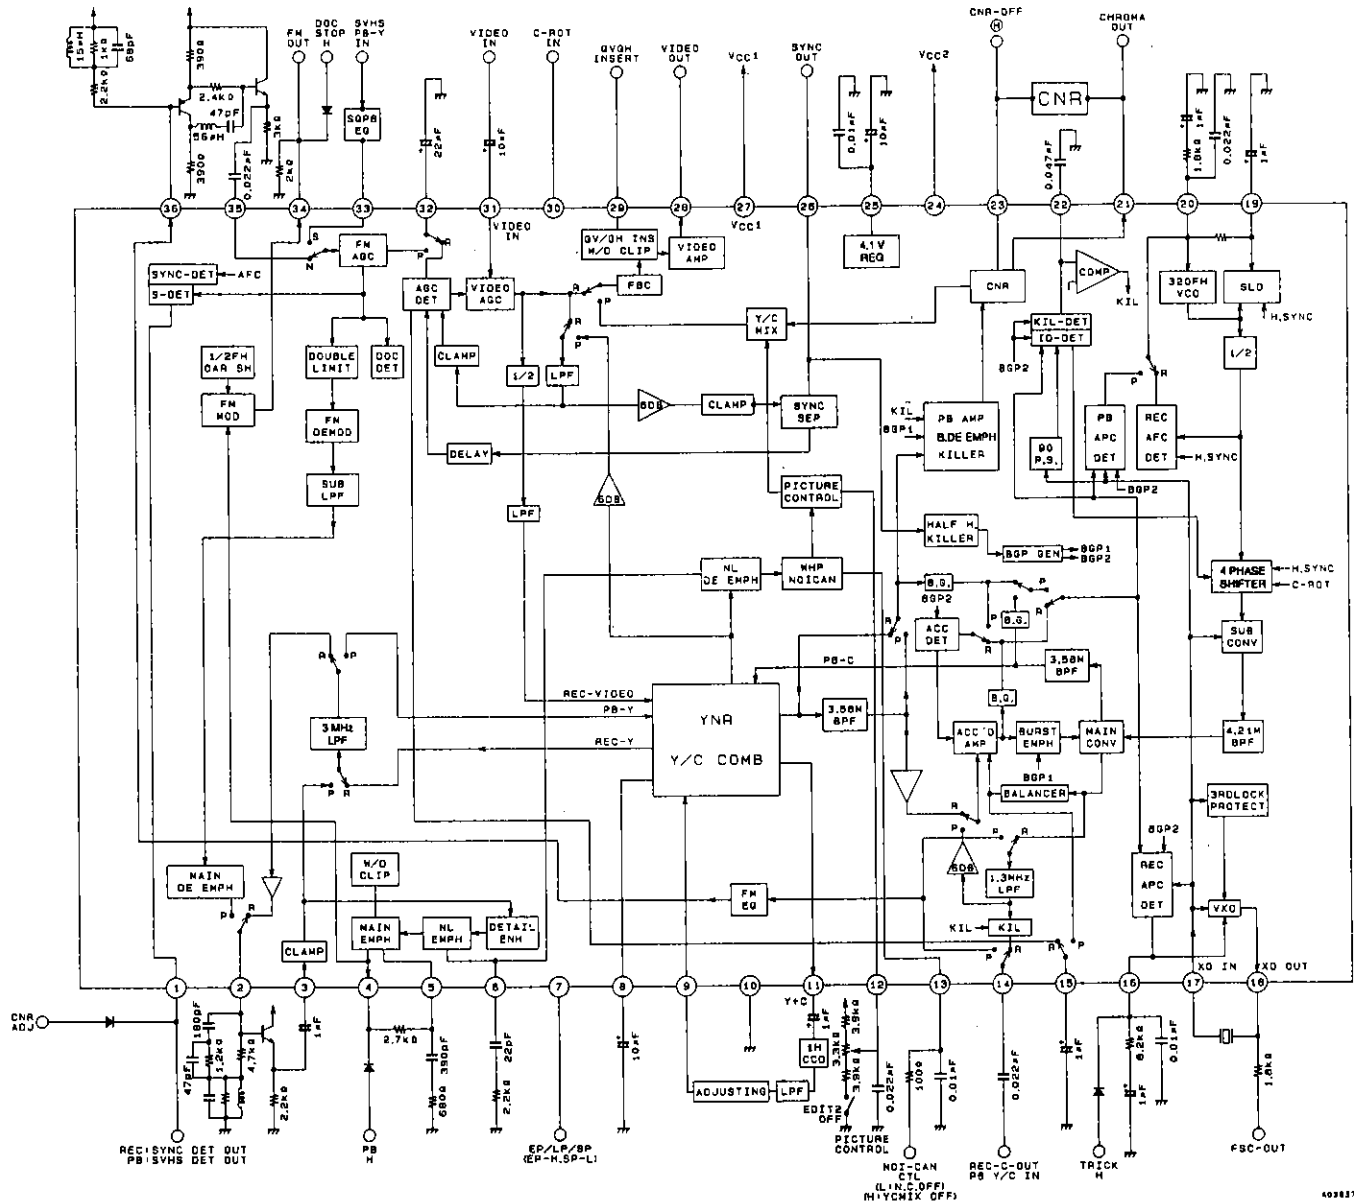 15μH
1kΩ
68pF
2.2kΩ
390Ω
2.4kΩ
47pF
56μH
390Ω
3kΩ
0.022μF
2kΩ
FM
OUT
DOC
STOP
H
SVHS
PB-Y
IN
SQPB
EQ
22μF
VIDEO
IN
10μF
C-ROT
IN
QV/QH
INSERT
VIDEO
OUT
VCC1
SYNC
OUT
0.01μF
10μF
VCC2
CNR-OFF
H
CNR
0.047μF
CHROMA
OUT
1.8kΩ
1μF
0.022μF
1μF
36
35
34
33
32
31
30
29
28
27
26
25
24
23
22
21
20
19
VIDEO
IN
VCC1
S
N
FM
AGC
P
R
SYNC-DET
AFC
S-DET
AGC
DET
VIDEO
AGC
QV/QH INS
W/D CLIP
VIDEO
AMP
FBC
R
P
4.1V
REG
CNR
COMP
KIL
320FH
VCO
SLD
H.SYNC
1/2FH
CAR SH
DOUBLE
LIMIT
DOC
DET
CLAMP
1/2
LPF
R
P
Y/C
MIX
KIL-DET
ID-DET
BGP2
1/2
FM
MOD
FM
DEMOD
6DB
CLAMP
SYNC
SEP
KIL
BGP1
PB AMP
B.DE EMPH
KILLER
90
P.S.
PB
APC
DET
P
R
REC
AFC
DET
H.SYNC
BGP2
DELAY
SUB
LPF
LPF
6DB
PICTURE
CONTROL
HALF H
KILLER
BGP GEN
BGP1
BGP2
NL
DE EMPH
WHP
NOICAN
4 PHASE
SHIFTER
H.SYNC
C-ROT
B.G.
BGP2
ACC
DET
P
R
B.G.
P
R
SUB
CONV
R
P
R
P
PB-C
3.58M
BPF
REC-VIDEO
PB-Y
REC-Y
YNR
Y/C COMB
3.58M
BPF
B.G.
3MHz
LPF
P
R
ACC'D
AMP
BURST
EMPH
MAIN
CONV
4.21M
BPF
BGP1
BALANCER
3RDLOCK
PROTECT
R
P
P
R
6DB
1.3MHz
LPF
BGP2
REC
APC
DET
VXO
MAIN
DE EMPH
W/D
CLIP
FM
EQ
P
R
CLAMP
MAIN
EMPH
NL
EMPH
DETAIL
ENH
KIL
KIL
P
R
R
P
XO IN
XO OUT
1
2
3
4
5
6
7
8
9
10
11
12
13
14
15
16
17
18
Y+C
CNR
ADJ
180pF
47pF
1.2kΩ
4.7kΩ
2.2kΩ
1μF
2.7kΩ
390pF
680Ω
22pF
2.2kΩ
10μF
1μF
1H
CCD
ADJUSTING
LPF
3.9kΩ
3.3kΩ
3.9kΩ
EDIT2
OFF
0.022μF
100Ω
0.01μF
0.022μF
1μF
8.2kΩ
1μF
0.01μF
1.8kΩ
REC:SYNC DET OUT
PB:SVHS DET OUT
PB
H
EP/LP/SP
(EP-H,SP-L)
PICTURE
CONTROL
NOI-CAN
CTL
(L:N.C.OFF)
(H:YCMIX OFF)
REC-C-OUT
PB Y/C IN
TRICK
H
FSC-OUT